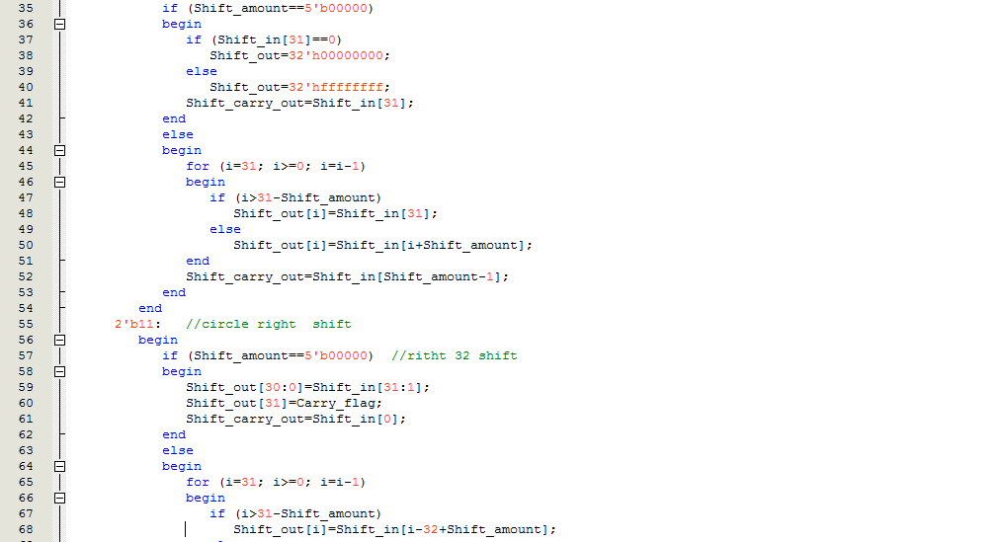 35 if (Shift_amount==5'b00000)
36 begin
37 if (Shift_in[31]==0)
38 Shift_out=32'h00000000;
39 else
40 Shift_out=32'hffffffff;
41 Shift_carry_out=Shift_in[31];
42 end
43 else
44 begin
45 for (i=31; i>=0; i=i-1)
46 begin
47 if (i>31-Shift_amount)
48 Shift_out[i]=Shift_in[31];
49 else
50 Shift_out[i]=Shift_in[i+Shift_amount];
51 end
52 Shift_carry_out=Shift_in[Shift_amount-1];
53 end
54 end
55 2'b11: //circle right  shift
56 begin
57 if (Shift_amount==5'b00000) //ritht 32 shift
58 begin
59 Shift_out[30:0]=Shift_in[31:1];
60 Shift_out[31]=Carry_flag;
61 Shift_carry_out=Shift_in[0];
62 end
63 else
64 begin
65 for (i=31; i>=0; i=i-1)
66 begin
67 if (i>31-Shift_amount)
68 Shift_out[i]=Shift_in[i-32+Shift_amount];